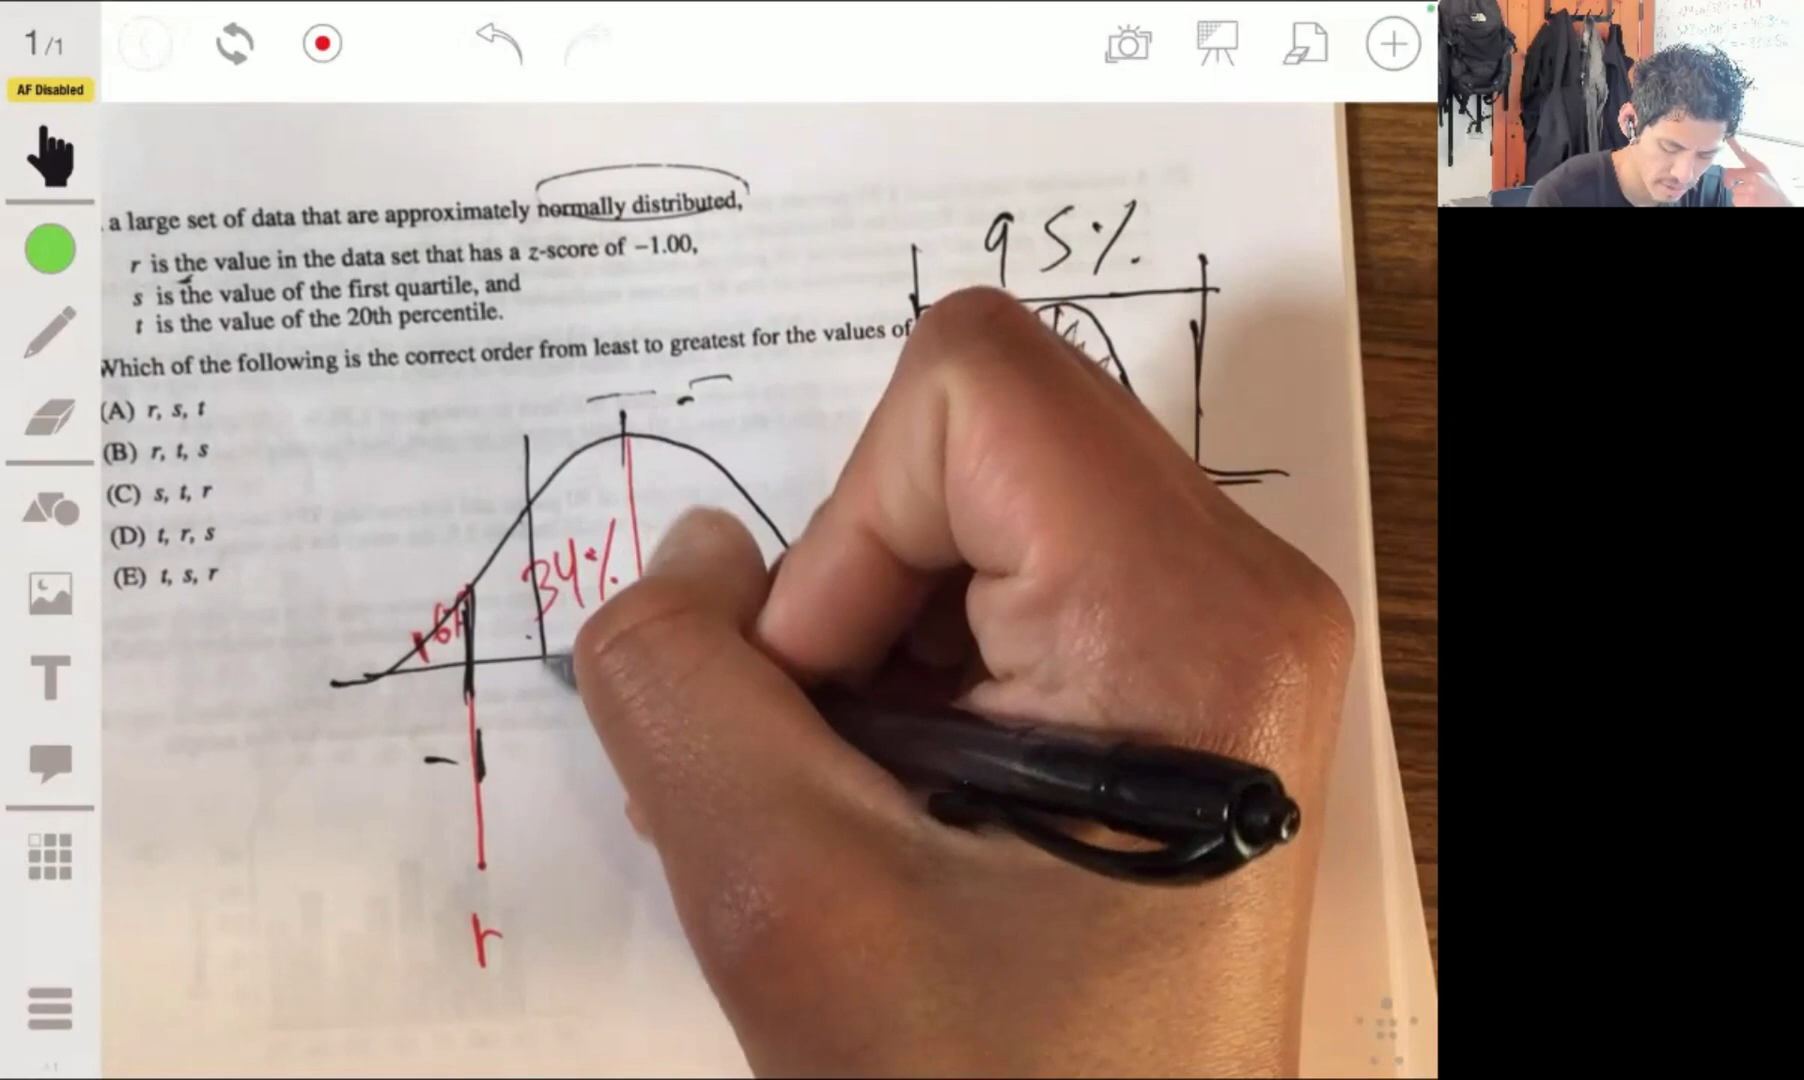 1/1
AF Disabled
a large set of data that are approximately normally distributed,
r is the value in the data set that has a z-score of −1.00,
s is the value of the first quartile, and
t is the value of the 20th percentile.
Which of the following is the correct order from least to greatest for the values of
(A) r, s, t
(B) r, t, s
(C) s, t, r
(D) t, r, s
(E) t, s, r
95%
34%
16%
-1
r
T